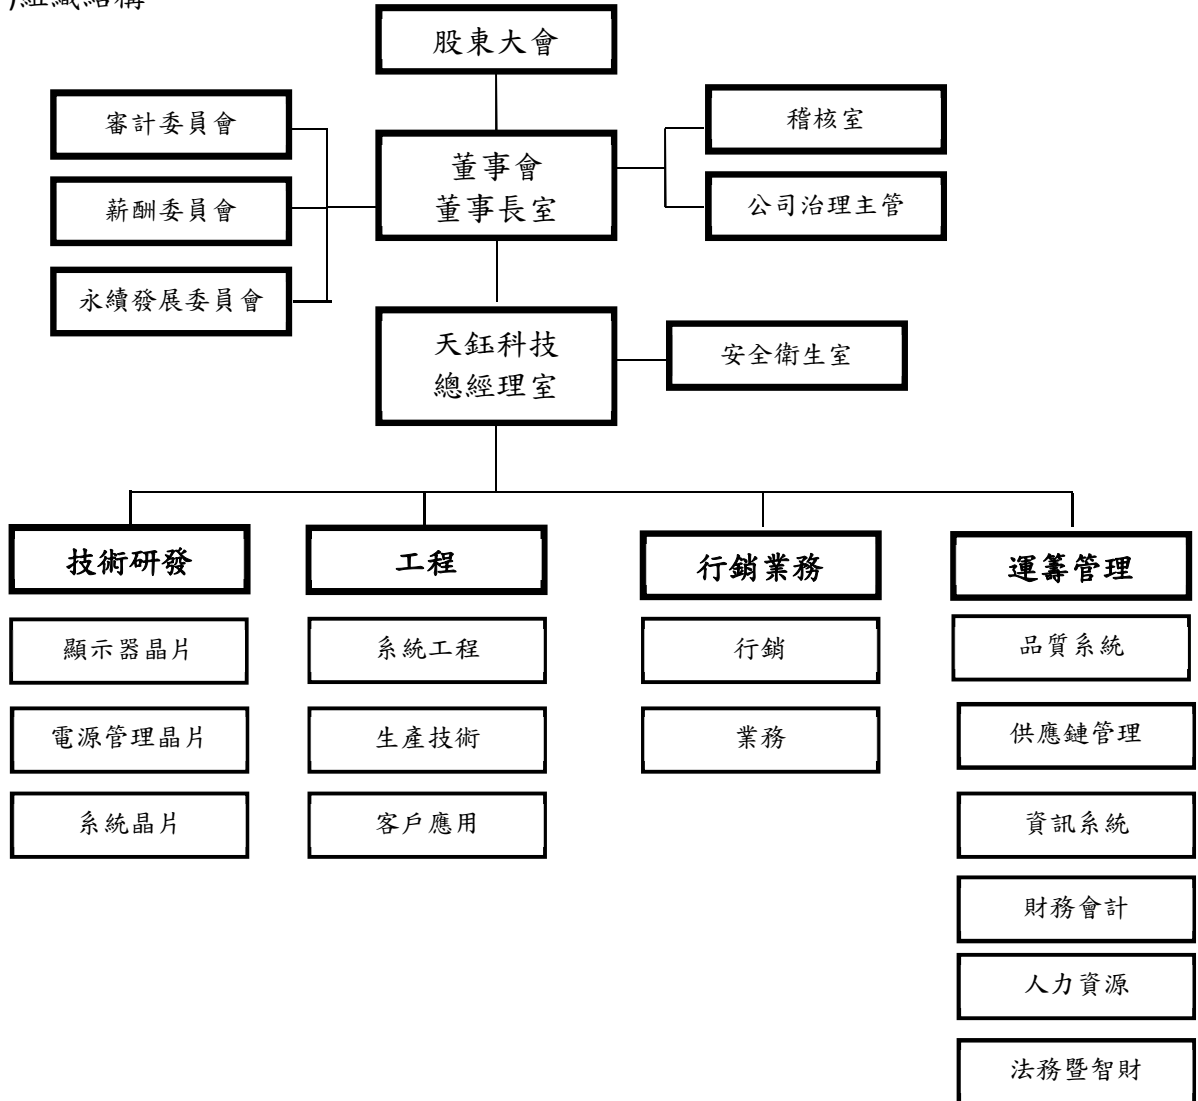 )組織結構
股東大會
審計委員會
稽核室
董事會
董事長室
薪酬委員會
公司治理主管
永續發展委員會
天鈺科技
總經理室
安全衛生室
技術研發
工程
行銷業務
運籌管理
顯示器晶片
系統工程
行銷
品質系統
電源管理晶片
生產技術
業務
供應鏈管理
系統晶片
客戶應用
資訊系統
財務會計
人力資源
法務暨智財